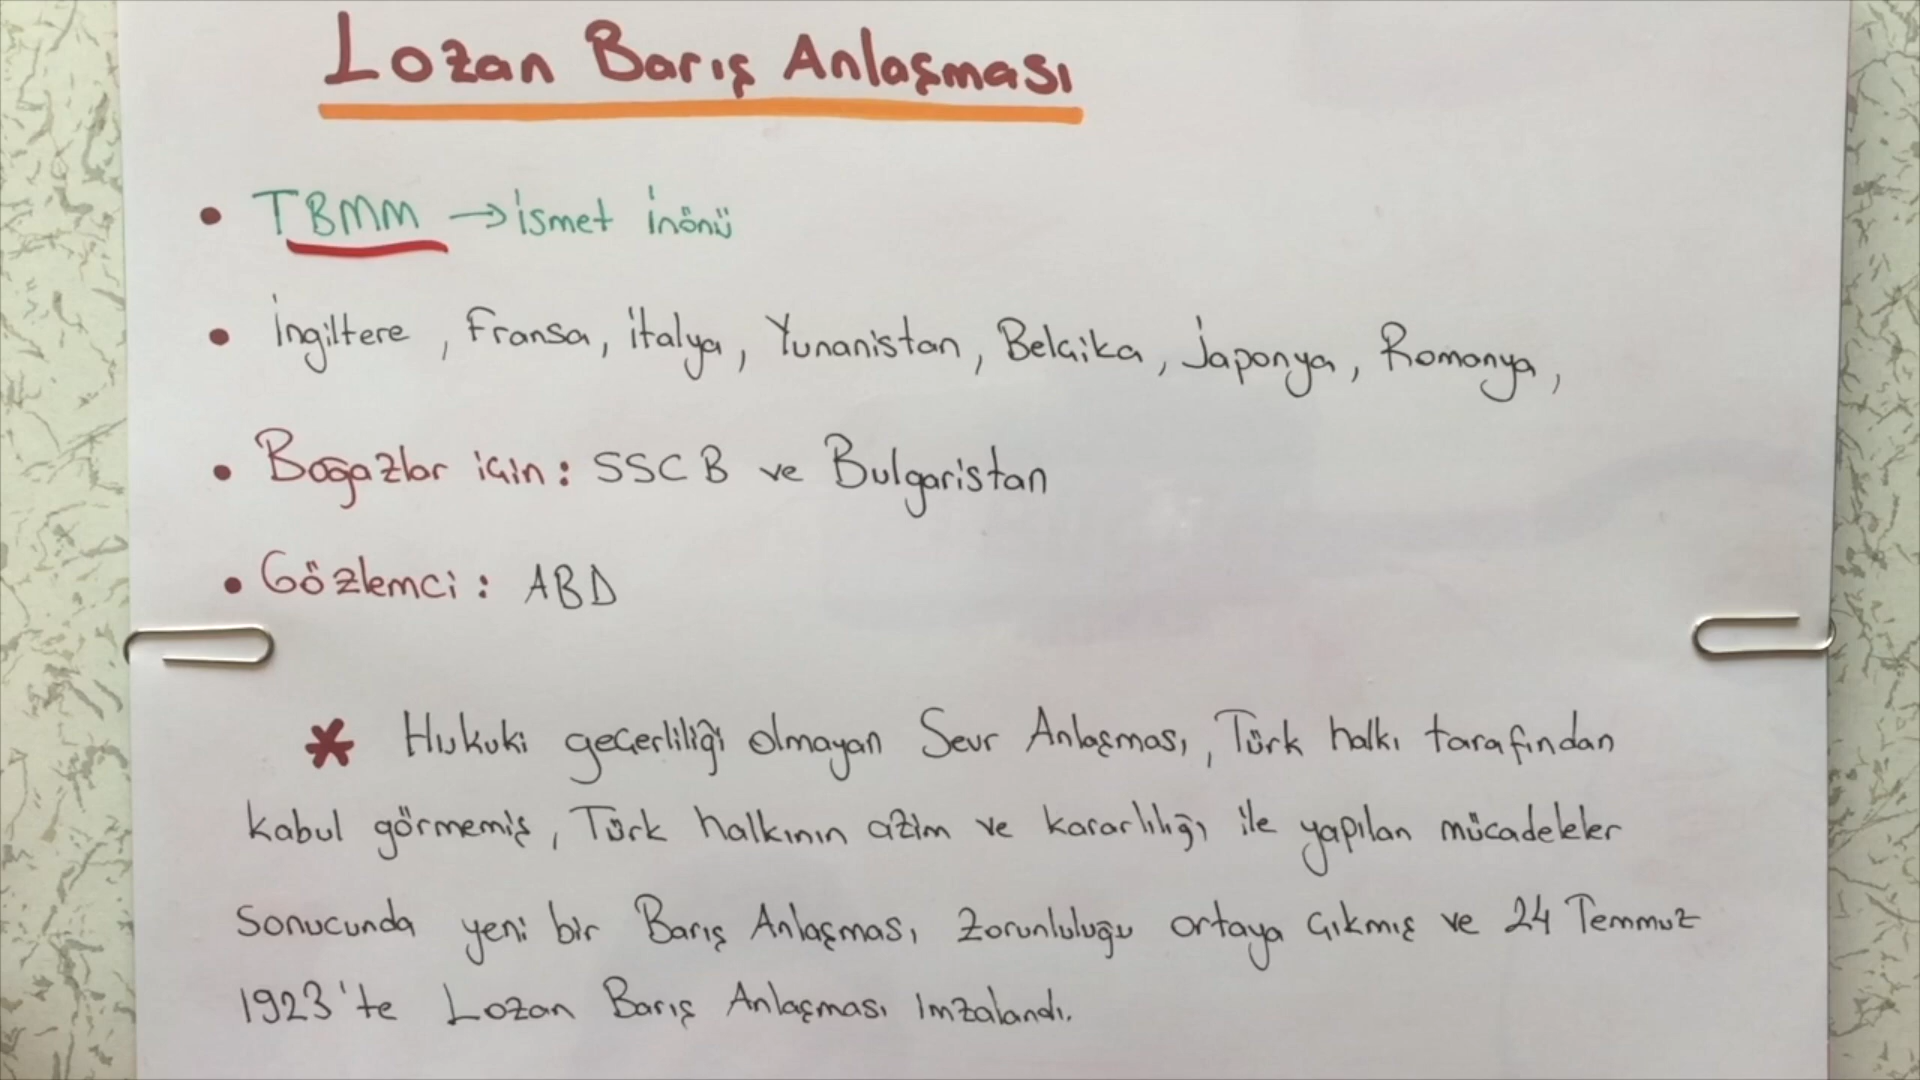 Lozan Barış Anlaşması
• TBMM → İsmet İnönü
• İngiltere, Fransa, İtalya, Yunanistan, Belçika, Japonya, Romanya,
• Boğazlar için: SSCB ve Bulgaristan
• Gözlemci: ABD
* Hukuki geçerliliği olmayan Sevr Anlaşması, Türk halkı tarafından
kabul görmemiş, Türk halkının azim ve kararlılığı ile yapılan mücadeleler
sonucunda yeni bir Barış Anlaşması zorunluluğu ortaya çıkmış ve 24 Temmuz
1923'te Lozan Barış Anlaşması imzalandı.